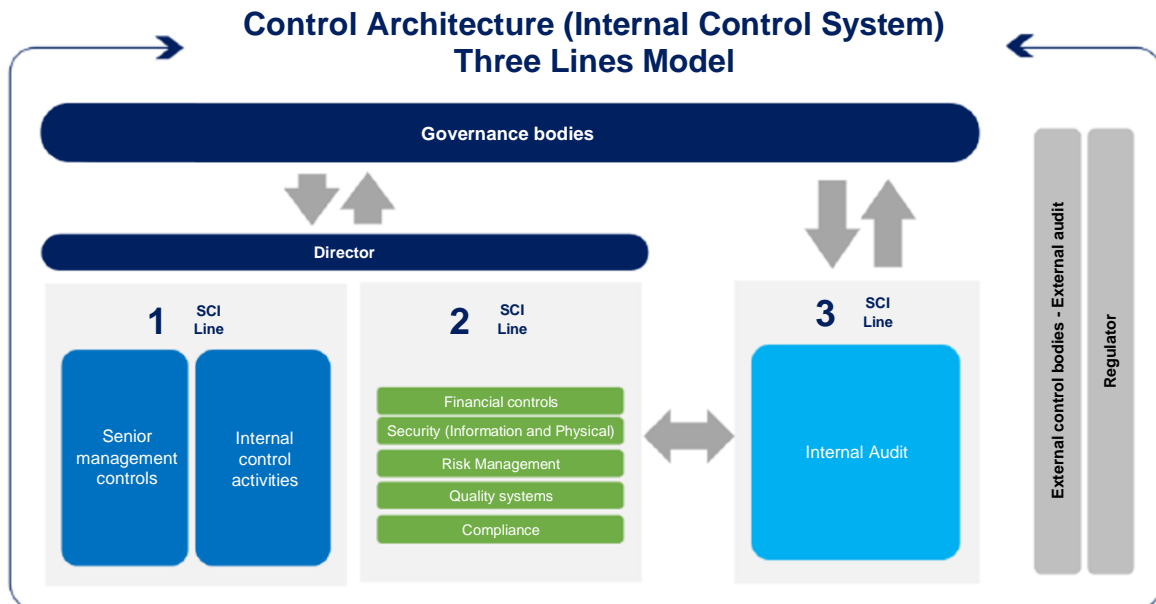 Control Architecture (Internal Control System)
Three Lines Model
Governance bodies
Director
1
SCI
Line
Senior
management
controls
Internal
control
activities
2
SCI
Line
Financial controls
Security (Information and Physical)
Risk Management
Quality systems
Compliance
3
SCI
Line
Internal Audit
External control bodies - External audit
Regulator